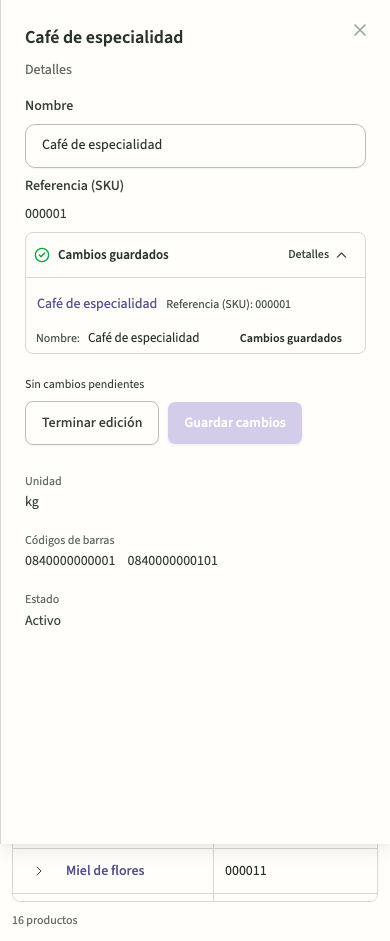 Café de especialidad
Detalles
Nombre
Café de especialidad
Referencia (SKU)
000001
Cambios guardados Detalles
Café de especialidad Referencia (SKU): 000001
Nombre: Café de especialidad Cambios guardados
Sin cambios pendientes
Terminar edición Guardar cambios
Unidad
kg
Códigos de barras
0840000000001 0840000000101
Estado
Activo
Miel de flores 000011
16 productos